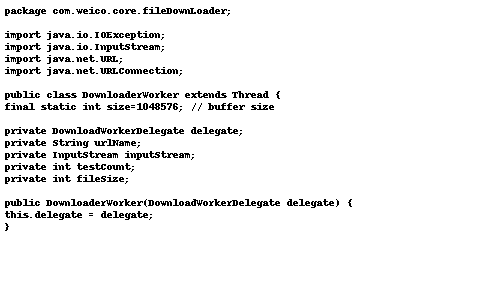 package com.weico.core.fileDownLoader;
import java.io.IOException;
import java.io.InputStream;
import java.net.URL;
import java.net.URLConnection;
public class DownloaderWorker extends Thread {
final static int size=1048576; // buffer size
private DownloadWorkerDelegate delegate;
private String urlName;
private InputStream inputStream;
private int testCount;
private int fileSize;
public DownloaderWorker(DownloadWorkerDelegate delegate) {
this.delegate = delegate;
}